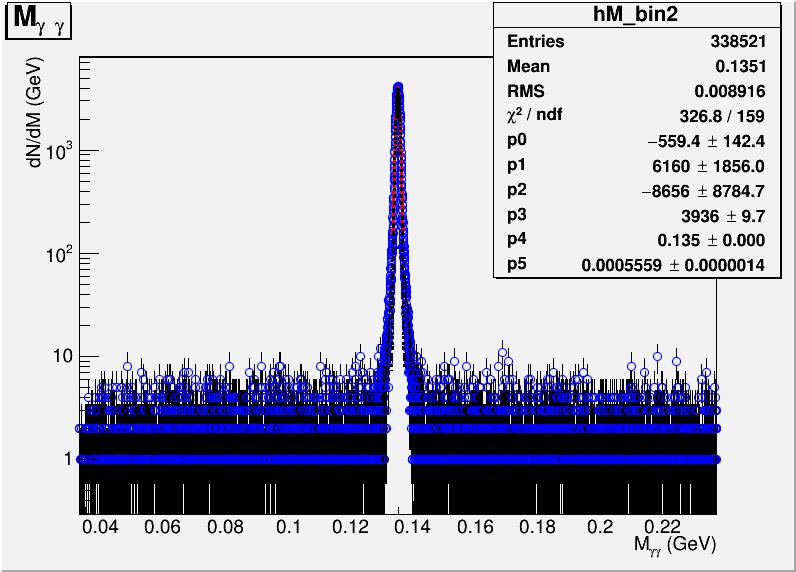 M_γ γ
hM_bin2
Entries 338521
Mean 0.1351
RMS 0.008916
χ² / ndf 326.8 / 159
p0 −559.4 ± 142.4
p1 6160 ± 1856.0
p2 −8656 ± 8784.7
p3 3936 ± 9.7
p4 0.135 ± 0.000
p5 0.0005559 ± 0.0000014
dN/dM (GeV)
10³
10²
10
1
0.04 0.06 0.08 0.1 0.12 0.14 0.16 0.18 0.2 0.22
M_γγ (GeV)